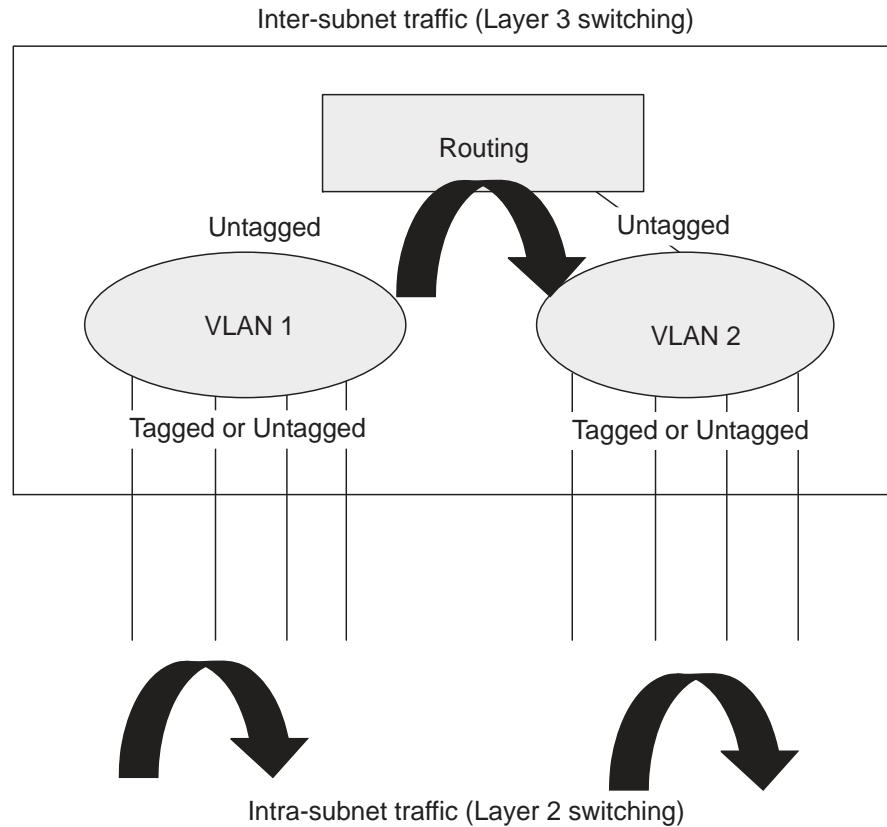 Inter-subnet traffic (Layer 3 switching)
Routing
Untagged
Untagged
VLAN 1
VLAN 2
Tagged or Untagged
Tagged or Untagged
Intra-subnet traffic (Layer 2 switching)